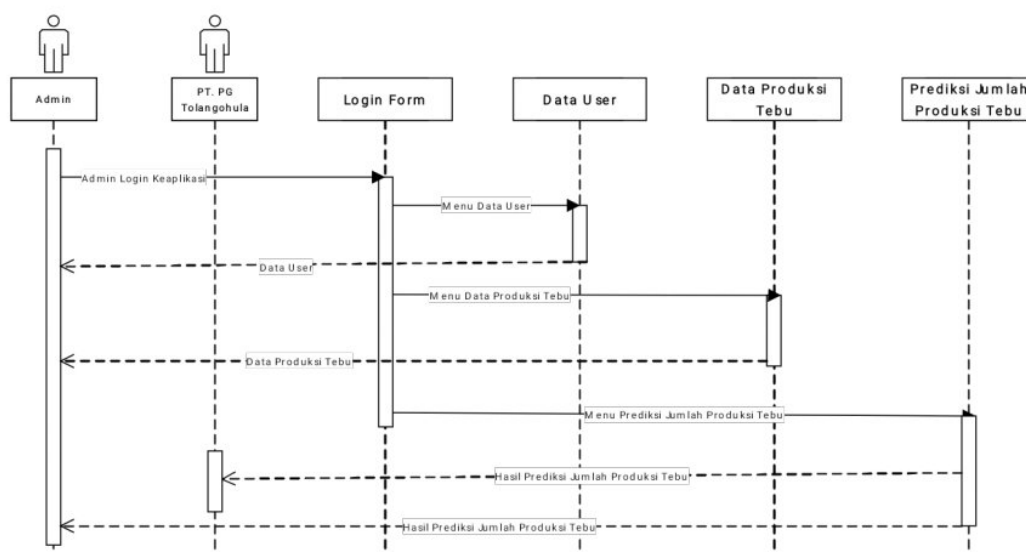 Admin
PT. PG
Tolangohula
Login Form
Data User
Data Produksi
Tebu
Prediksi Jumlah
Produksi Tebu
Admin Login Keaplikasi
Menu Data User
Data User
Menu Data Produksi Tebu
Data Produksi Tebu
Menu Prediksi Jumlah Produksi Tebu
Hasil Prediksi Jumlah Produksi Tebu
Hasil Prediksi Jumlah Produksi Tebu